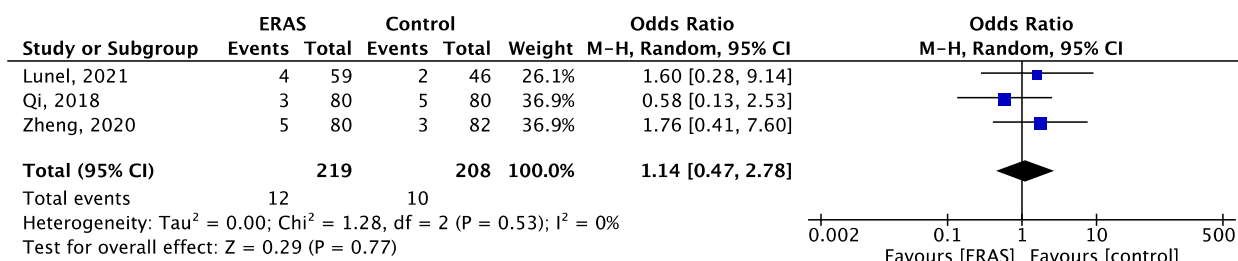 ERAS Control Odds Ratio Odds Ratio
Study or Subgroup Events Total Events Total Weight M-H, Random, 95% CI M-H, Random, 95% CI
Lunel, 2021 4 59 2 46 26.1% 1.60 [0.28, 9.14]
Qi, 2018 3 80 5 80 36.9% 0.58 [0.13, 2.53]
Zheng, 2020 5 80 3 82 36.9% 1.76 [0.41, 7.60]
Total (95% CI) 219 208 100.0% 1.14 [0.47, 2.78]
Total events 12 10
Heterogeneity: Tau² = 0.00; Chi² = 1.28, df = 2 (P = 0.53); I² = 0%
Test for overall effect: Z = 0.29 (P = 0.77)
0.002 0.1 1 10 500
Favours [ERAS] Favours [control]